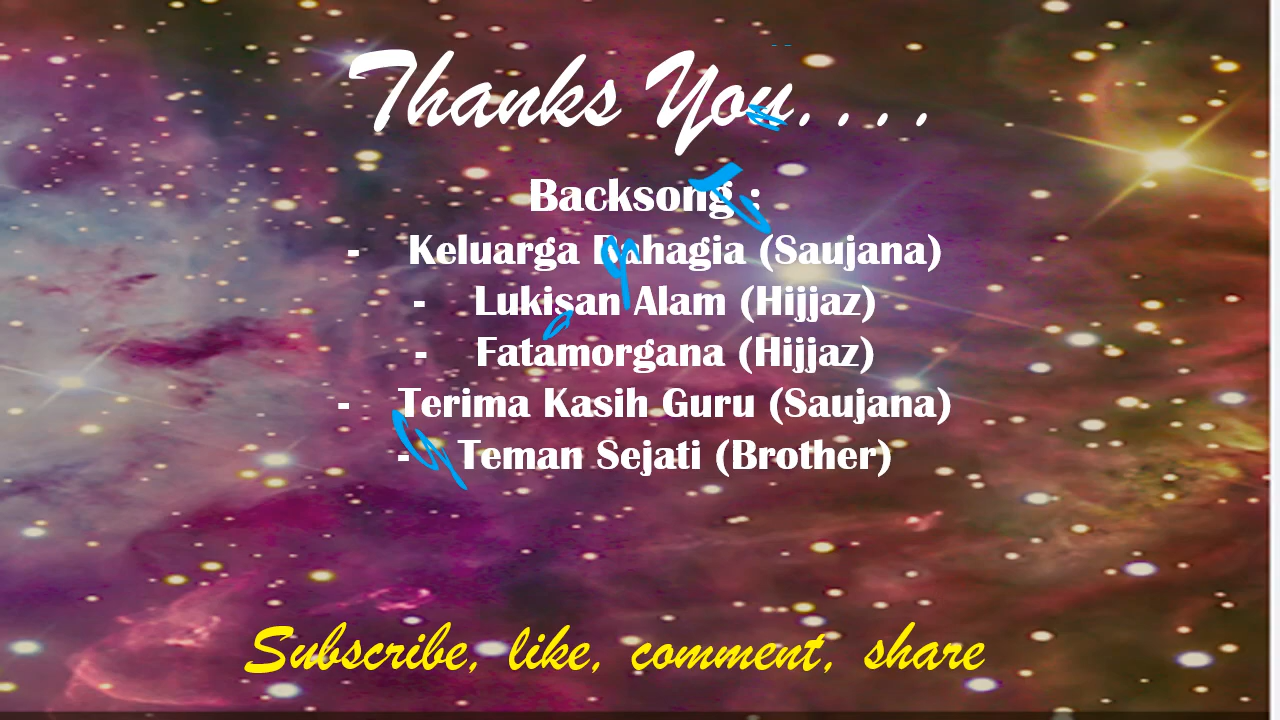 Thanks You....
Backsong :
- Keluarga Bahagia (Saujana)
- Lukisan Alam (Hijjaz)
- Fatamorgana (Hijjaz)
- Terima Kasih Guru (Saujana)
- Teman Sejati (Brother)
Subscribe, like, comment, share